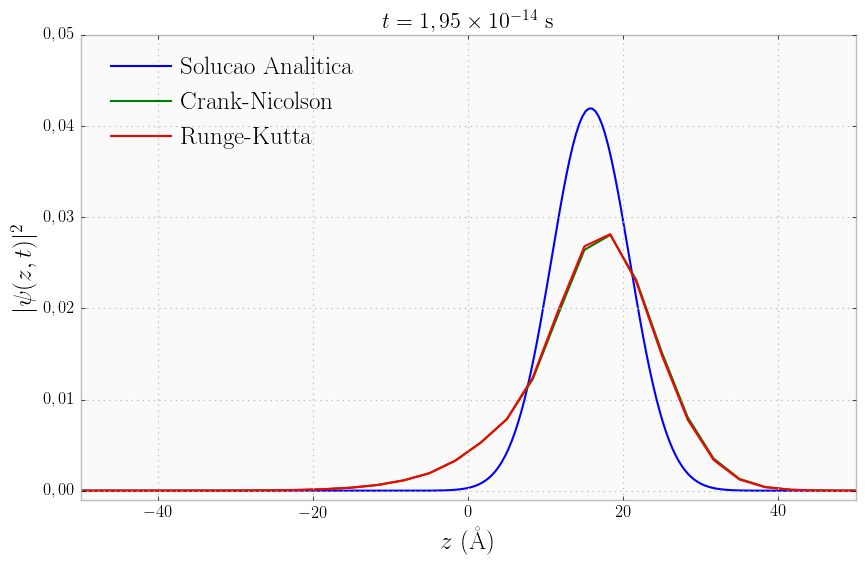 t = 1,95 × 10⁻¹⁴ s
Solucao Analitica
Crank-Nicolson
Runge-Kutta
|ψ(z, t)|²
0,05
0,04
0,03
0,02
0,01
0,00
−40
−20
0
20
40
z (Å)